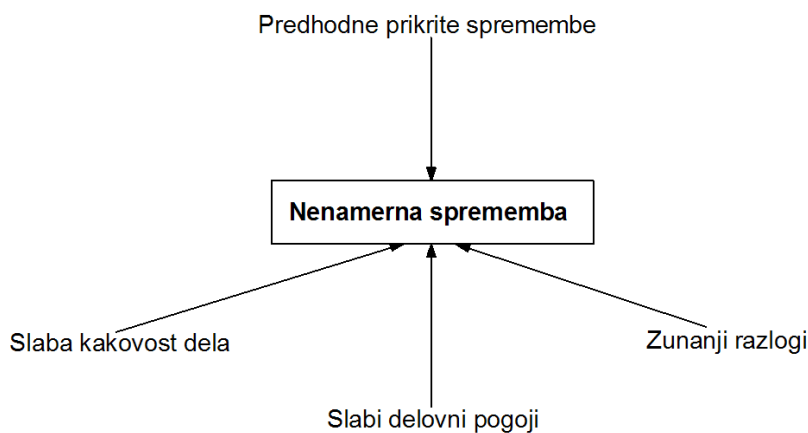 Predhodne prikrite spremembe
Nenamerna sprememba
Slaba kakovost dela
Zunanji razlogi
Slabi delovni pogoji